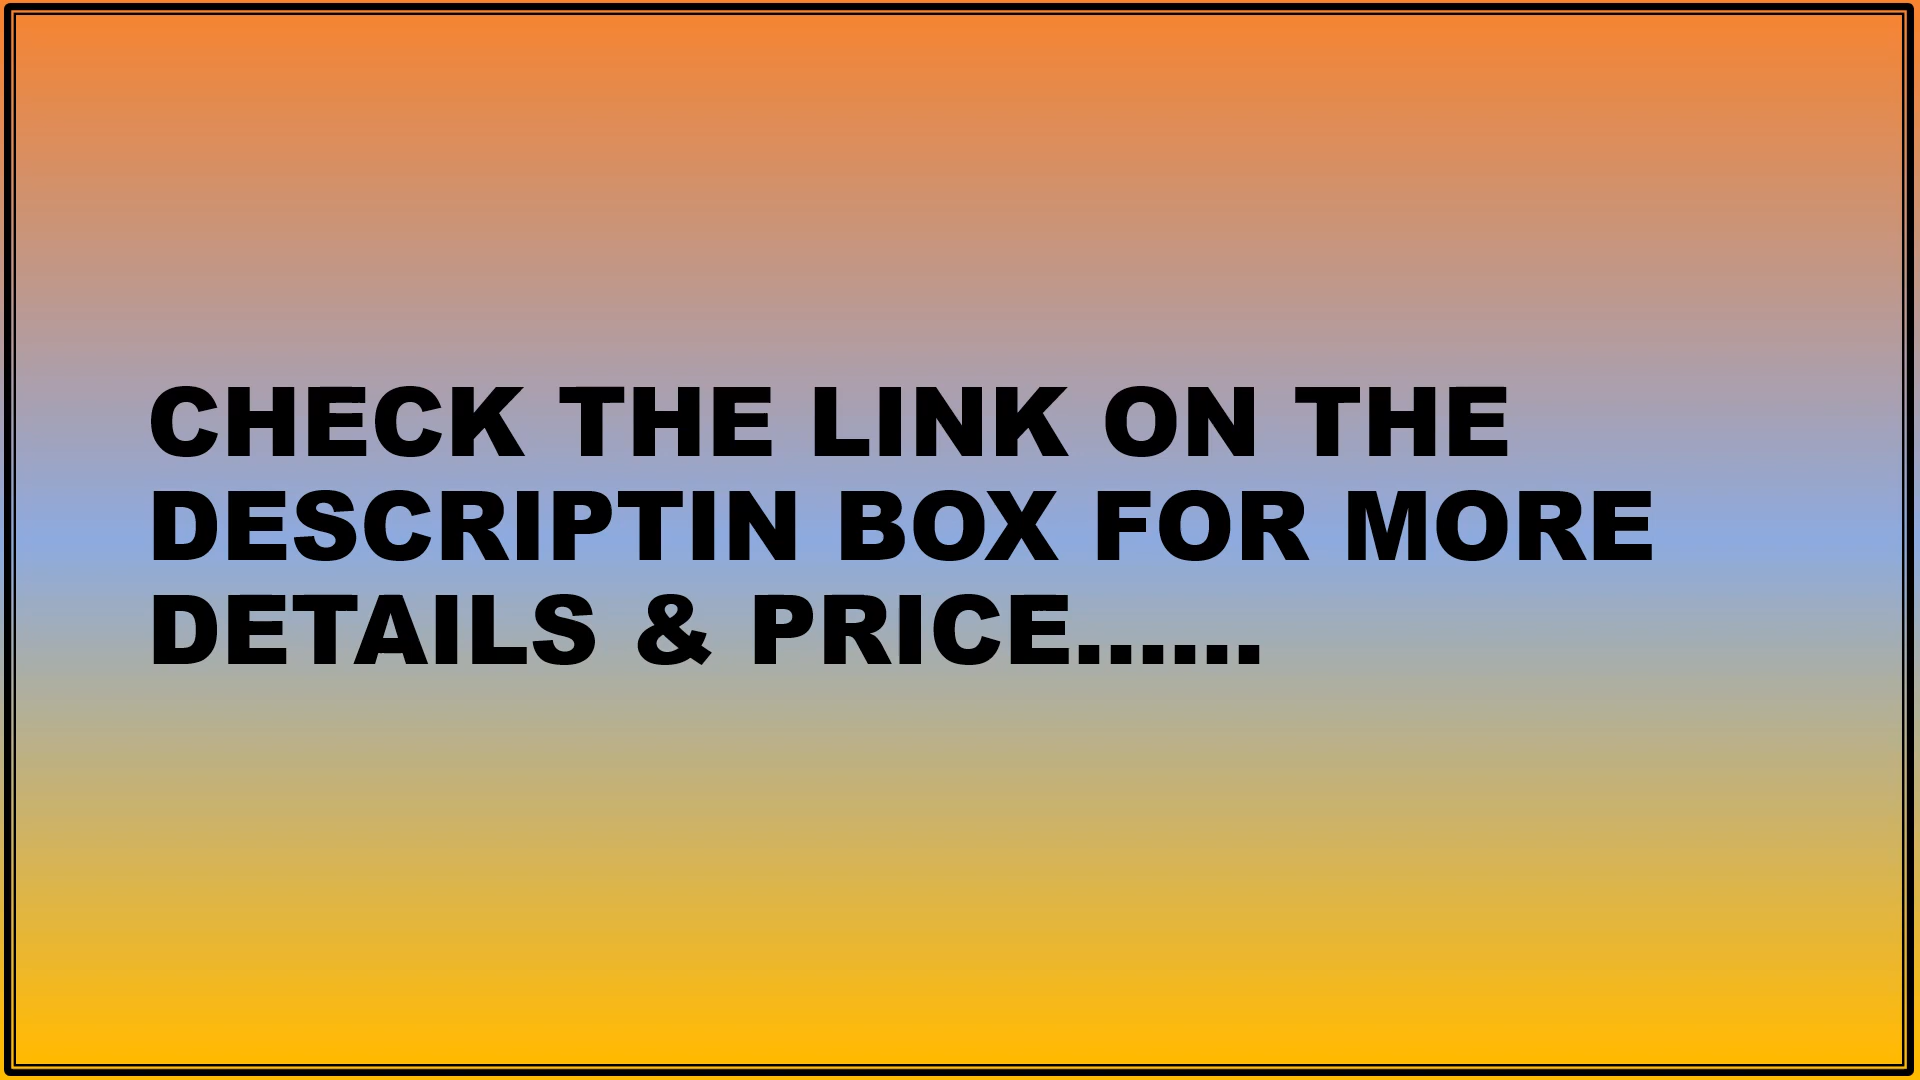 CHECK THE LINK ON THE
DESCRIPTIN BOX FOR MORE
DETAILS & PRICE......